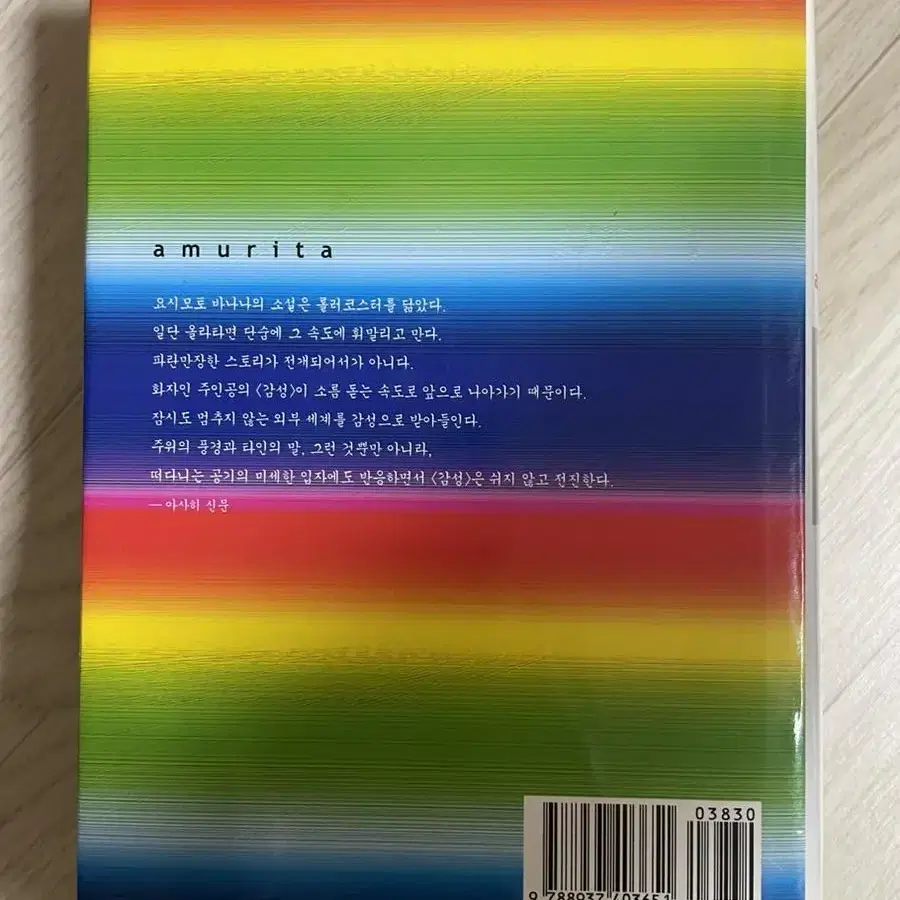 amurita
요시모토 바나나의 소설은 롤러코스터를 닮았다.
일단 올라타면 단숨에 그 속도에 휘말리고 만다.
파란만장한 스토리가 전개되어서가 아니다.
화자인 주인공의 〈감성〉이 소름 돋는 속도로 앞으로 나아가기 때문이다.
잠시도 멈추지 않는 외부 세계를 감성으로 받아들인다.
주위의 풍경과 타인의 말, 그런 것뿐만 아니라,
떠다니는 공기의 미세한 입자에도 반응하면서 〈감성〉은 쉬지 않고 전진한다.
— 아사히 신문
03830
9 788937 403651